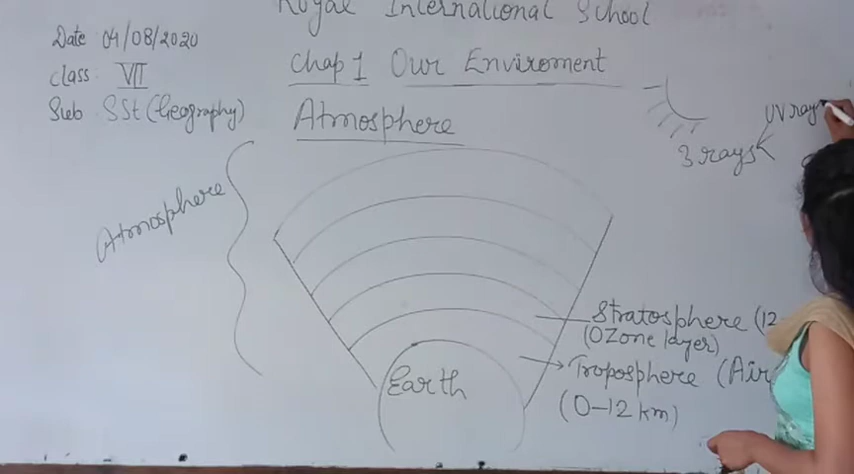 Royal International School
Date 04/08/2020
Class: VII
Sub SSt (Geography)
Chap 1 Our Enviroment
Atmosphere
UV rays
3 rays
Atmosphere
Stratosphere (12
(Ozone layer)
Troposphere (Air
(0-12 km)
Earth